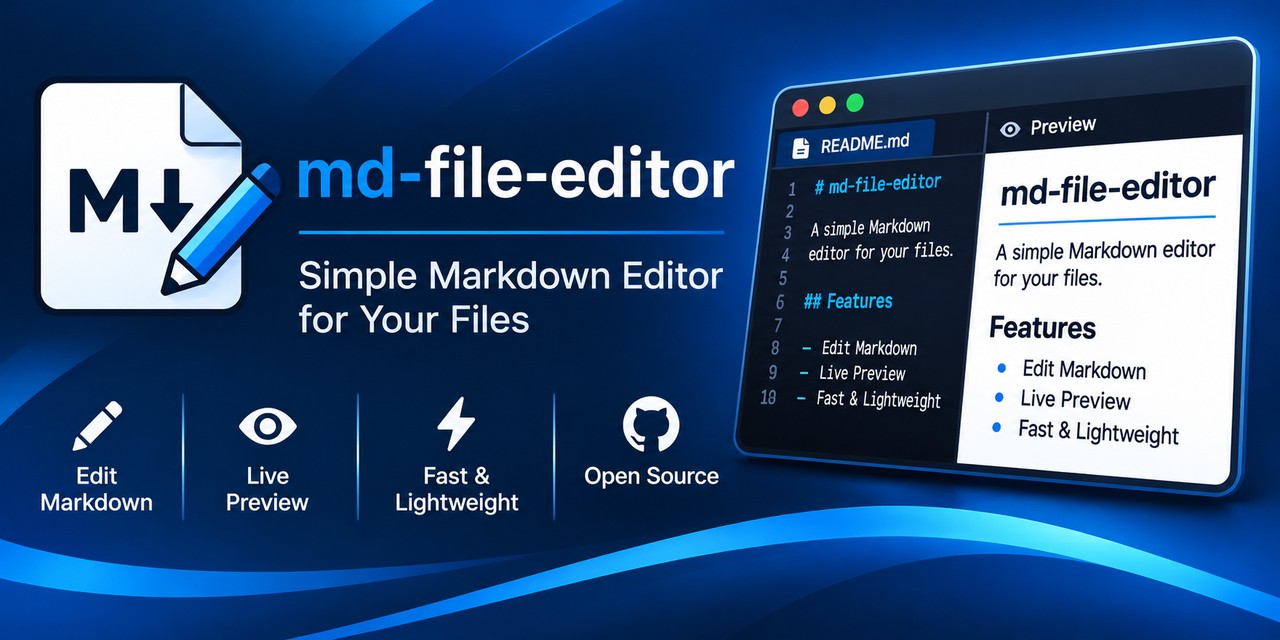 M
md-file-editor
Simple Markdown Editor
for Your Files
Edit
Markdown
Live
Preview
Fast &
Lightweight
Open Source
README.md
1 # md-file-editor
2
3 A simple Markdown
4 editor for your files.
5
6 ## Features
7
8 – Edit Markdown
9 – Live Preview
10 – Fast & Lightweight
Preview
md-file-editor
A simple Markdown editor
for your files.
Features
• Edit Markdown
• Live Preview
• Fast & Lightweight